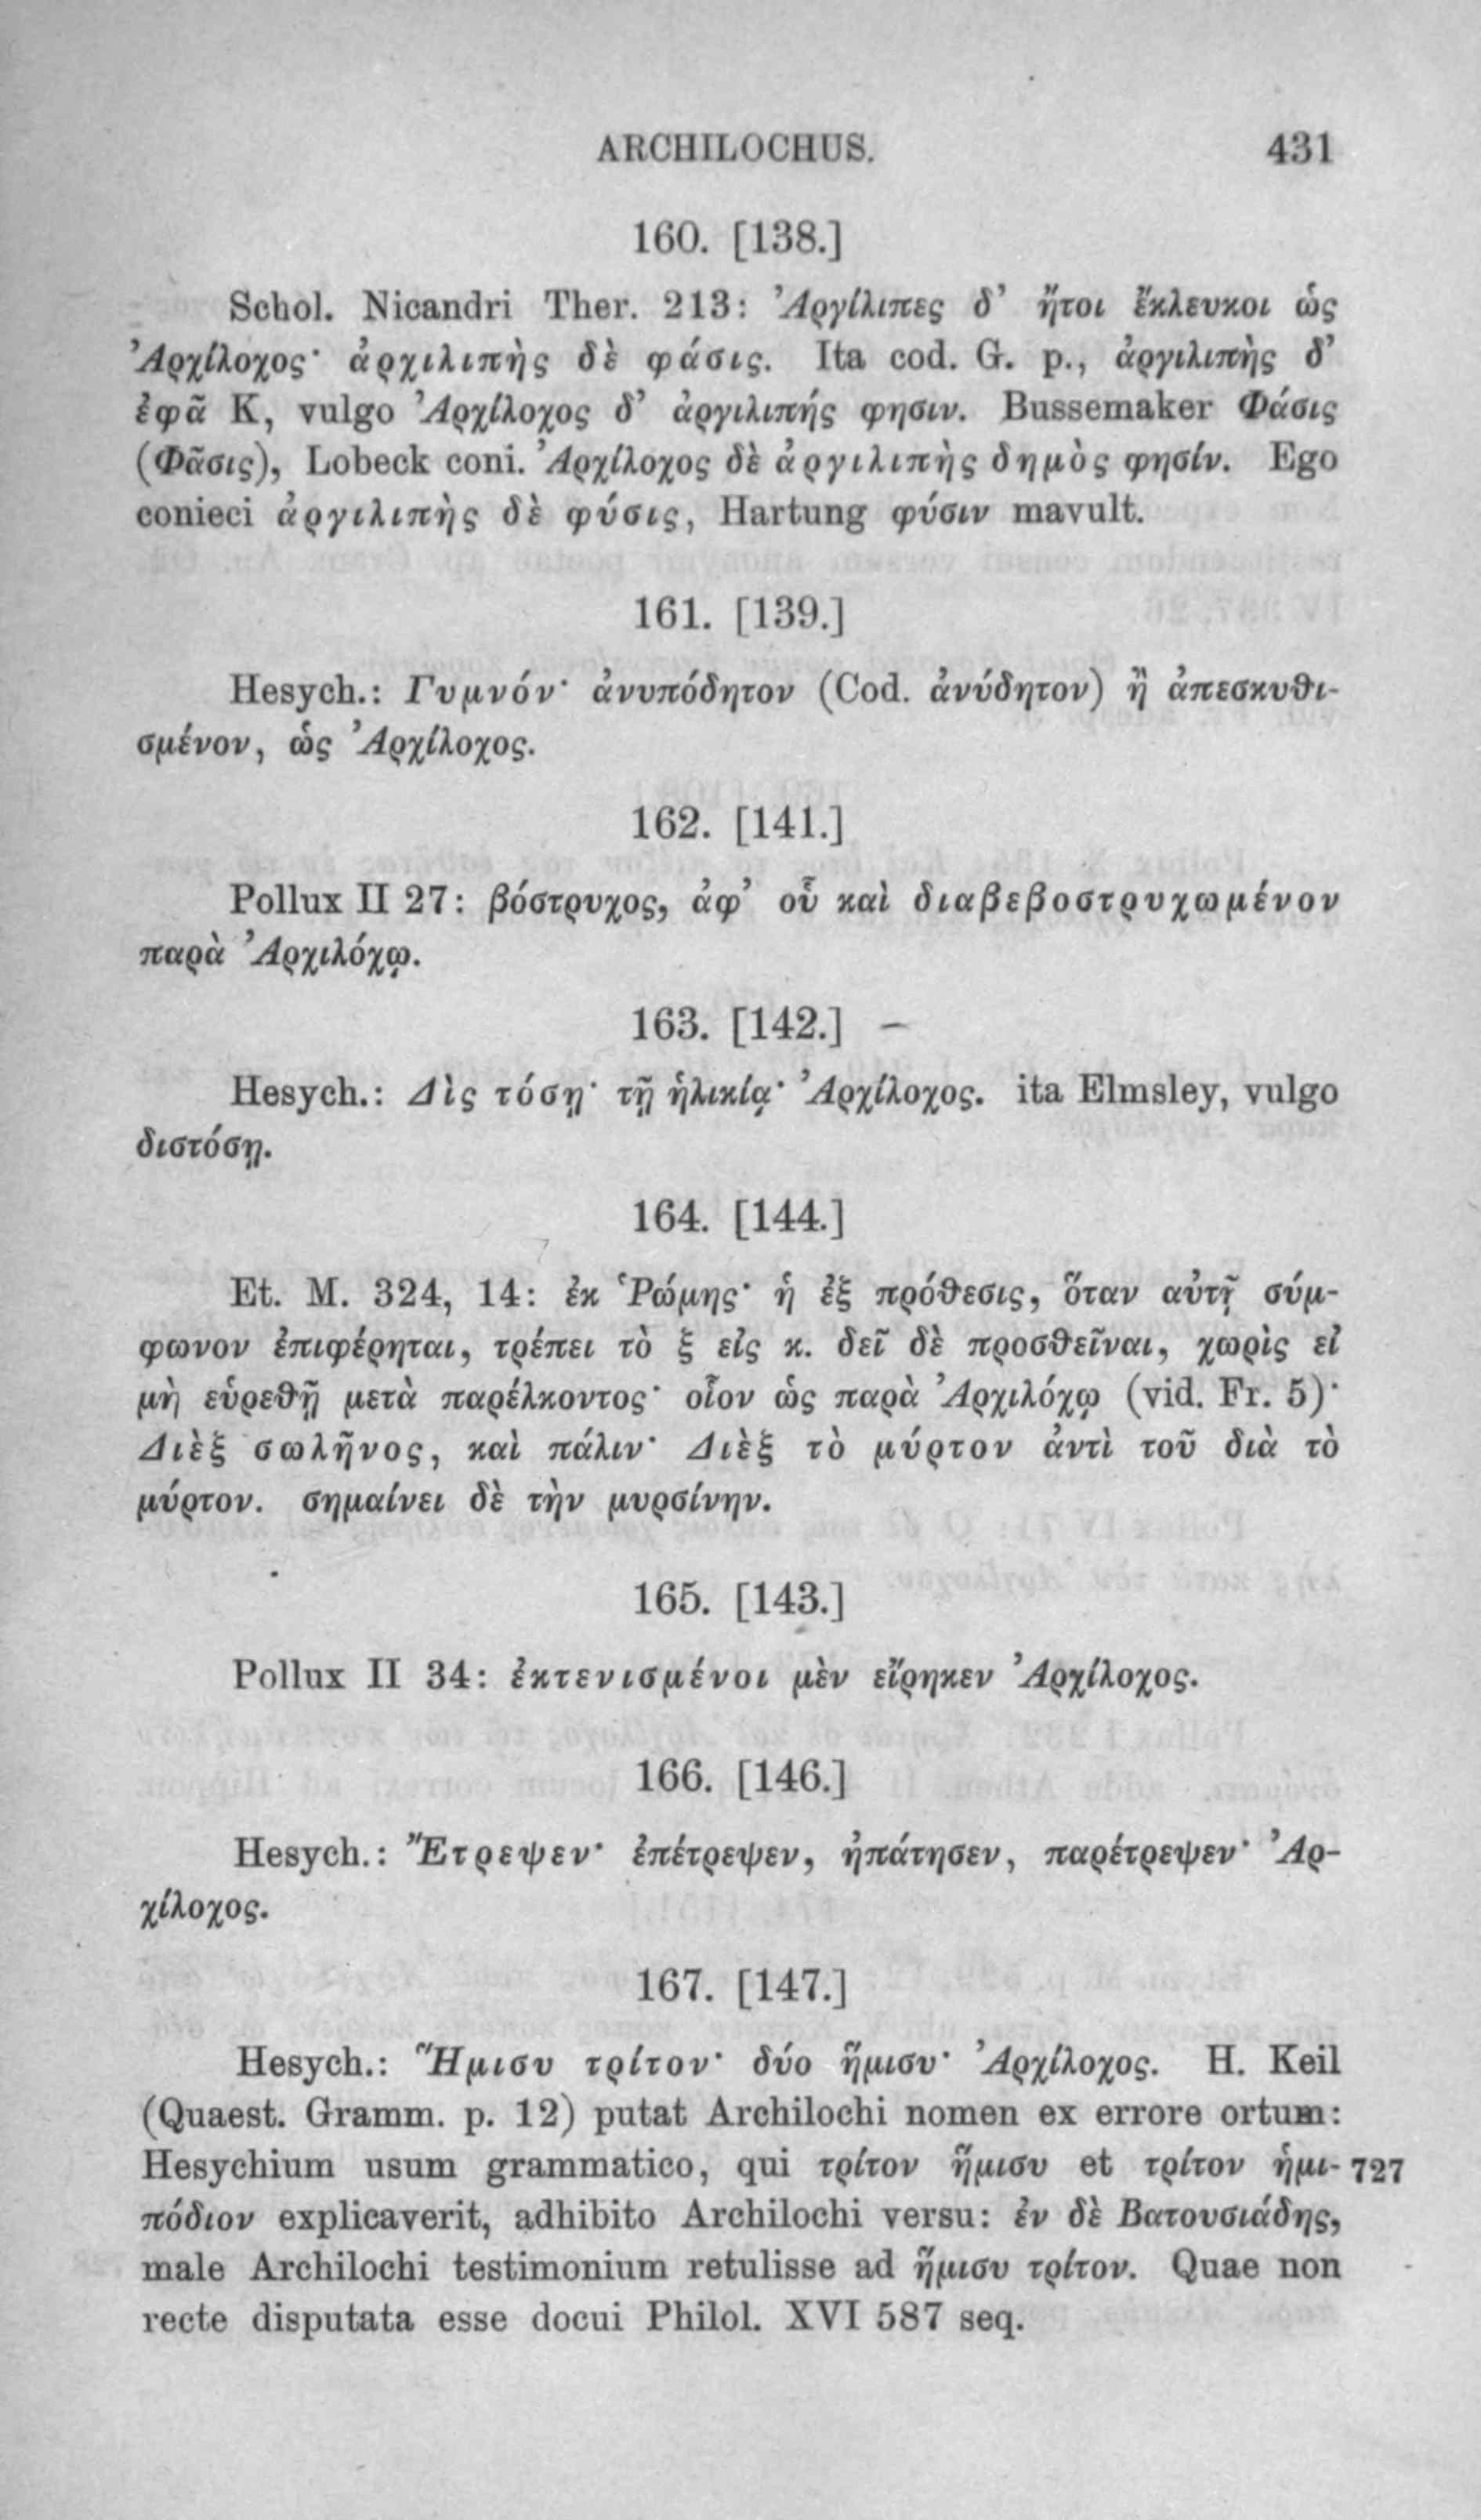 ARCHILOCHUS. 431
160. [138.]
Schol. Nicandri Ther. 213: Ἀργίλιπες δ’ ἤτοι ἔκλευκοι ὡς
Ἀρχίλοχος· ἀρχιλιπὴς δὲ φάσις. Ita cod. G. p., ἀργιλιπὴς δ’
ἐφᾶ K, vulgo Ἀρχίλοχος δ’ ἀργιλιπής φησιν. Bussemaker Φάσις
(Φᾶσις), Lobeck coni. Ἀρχίλοχος δὲ ἀργιλιπὴς δημὸς φησίν. Ego
conieci ἀργιλιπὴς δὲ φύσις, Hartung φύσιν mavult.
161. [139.]
Hesych.: Γυμνόν· ἀνυπόδητον (Cod. ἀνύδητον) ἢ ἀπεσκυθι-
σμένον, ὡς Ἀρχίλοχος.
162. [141.]
Pollux II 27: βόστρυχος, ἀφ’ οὗ καὶ διαβεβοστρυχωμένον
παρὰ Ἀρχιλόχῳ.
163. [142.] –
Hesych.: Δὶς τόσῃ· τῇ ἡλικίᾳ· Ἀρχίλοχος. ita Elmsley, vulgo
διστόσῃ.
164. [144.]
Et. M. 324, 14: ἐκ Ῥώμης· ἡ ἐξ πρόθεσις, ὅταν αὐτῇ σύμ-
φωνον ἐπιφέρηται, τρέπει τὸ ξ εἰς κ. δεῖ δὲ προσθεῖναι, χωρὶς εἰ
μὴ εὑρεθῇ μετὰ παρέλκοντος· οἷον ὡς παρὰ Ἀρχιλόχῳ (vid. Fr. 5)·
Διὲξ σωλῆνος, καὶ πάλιν· Διὲξ τὸ μύρτον ἀντὶ τοῦ διὰ τὸ
μύρτον. σημαίνει δὲ τὴν μυρσίνην.
165. [143.]
Pollux II 34: ἐκτενισμένοι μὲν εἴρηκεν Ἀρχίλοχος.
166. [146.]
Hesych.: Ἔτρεψεν· ἐπέτρεψεν, ἠπάτησεν, παρέτρεψεν· Ἀρ-
χίλοχος.
167. [147.]
Hesych.: Ἥμισυ τρίτον· δύο ἥμισυ· Ἀρχίλοχος. H. Keil
(Quaest. Gramm. p. 12) putat Archilochi nomen ex errore ortum:
Hesychium usum grammatico, qui τρίτον ἥμισυ et τρίτον ἡμι- 727
πόδιον explicaverit, adhibito Archilochi versu: ἐν δὲ Βατουσιάδης,
male Archilochi testimonium retulisse ad ἥμισυ τρίτον. Quae non
recte disputata esse docui Philol. XVI 587 seq.